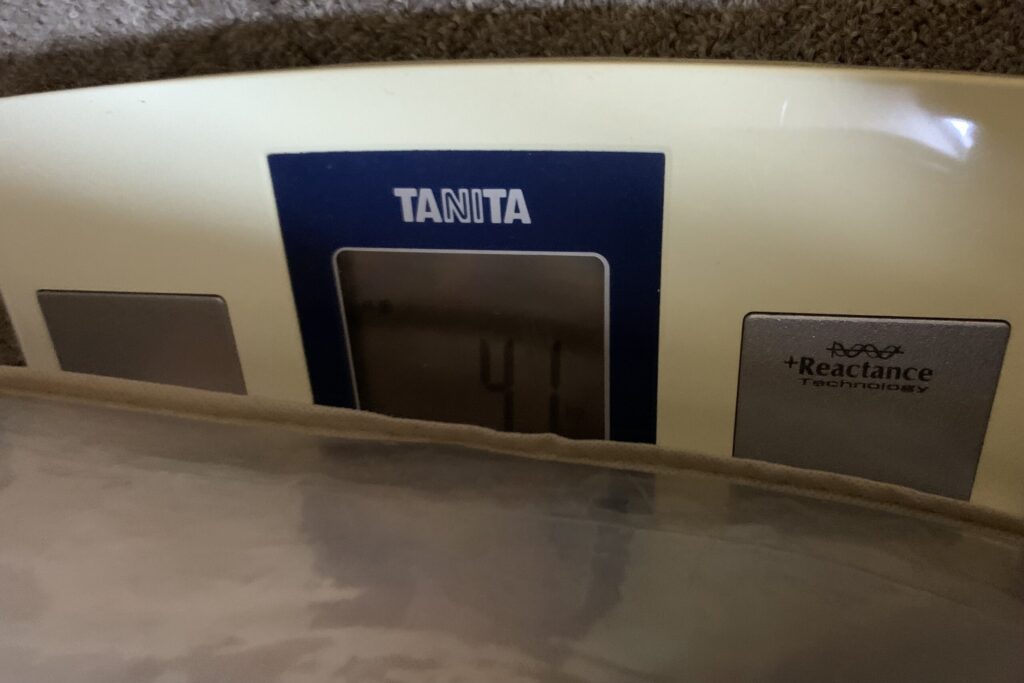 TANITA
41
+Reactance
Technology